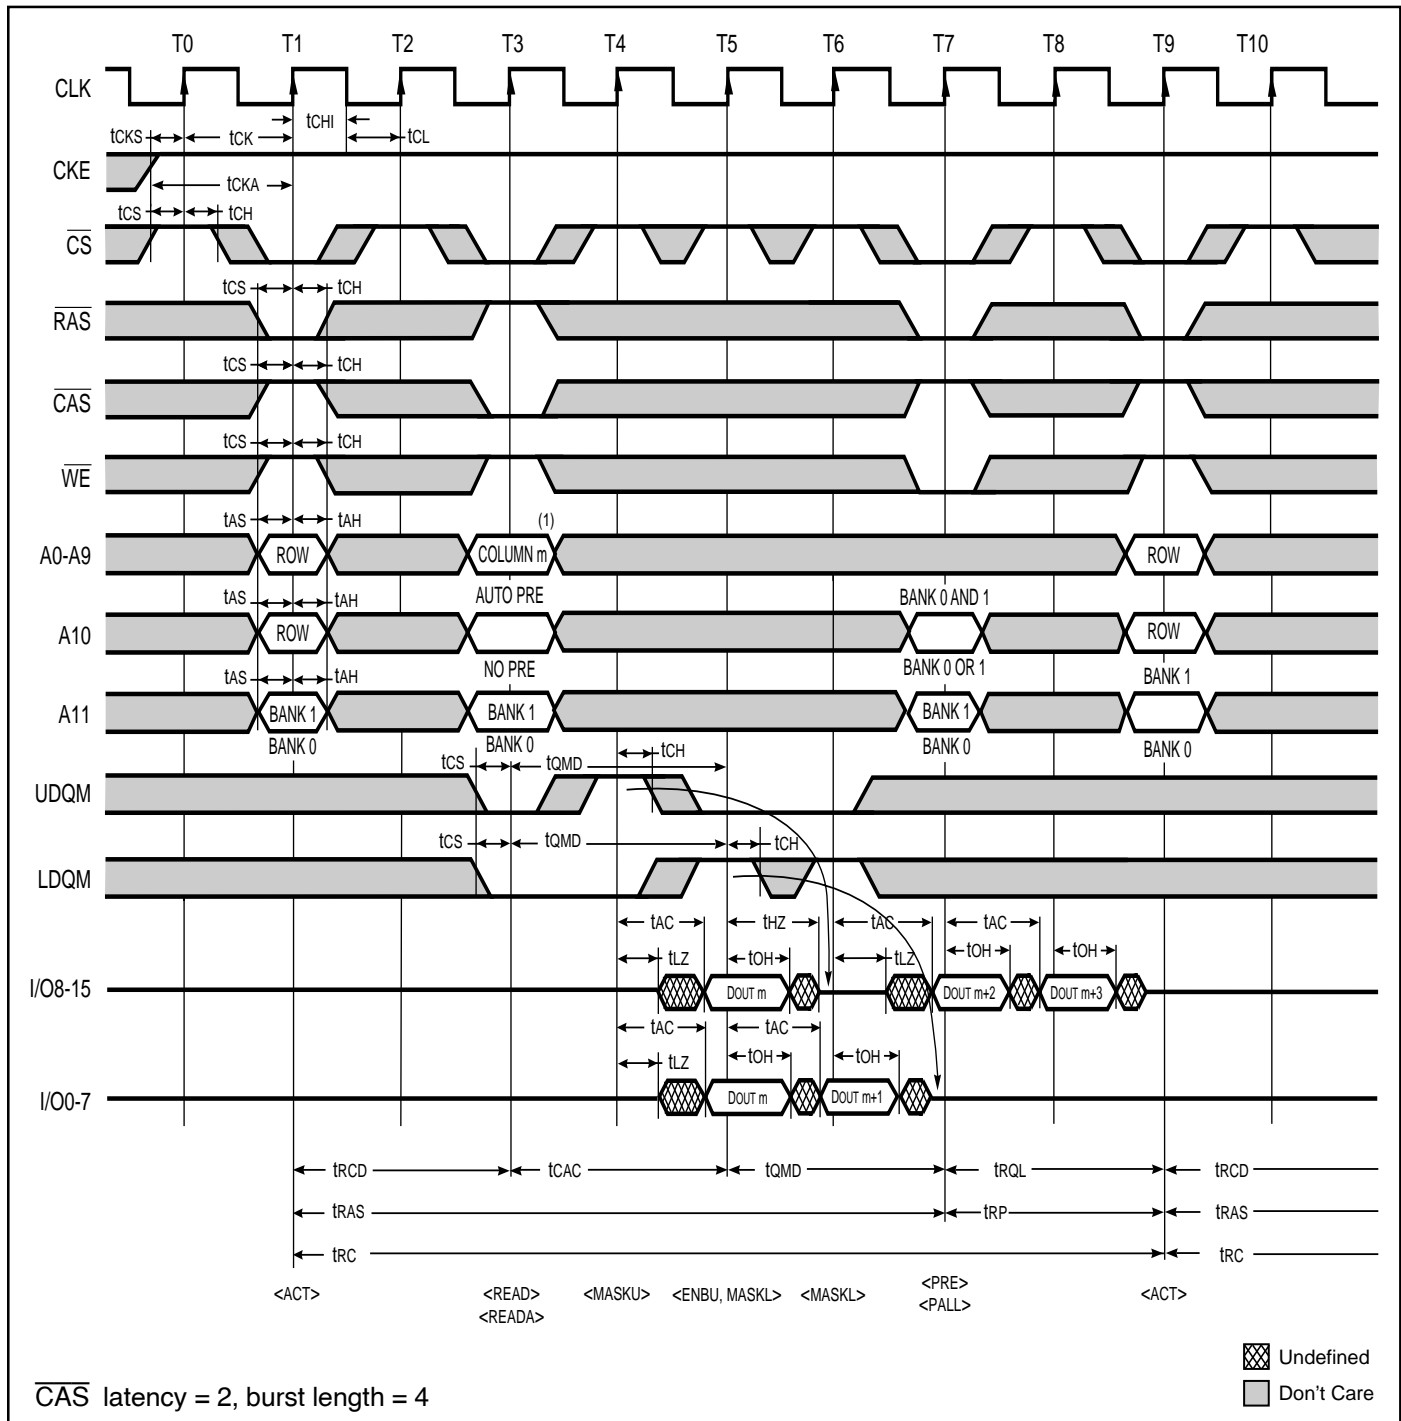 T0 T1 T2 T3 T4 T5 T6 T7 T8 T9 T10
CLK
tCHI
tCKS tCK tCL
CKE
tCKA
tCS tCH
CS
tCS tCH
RAS
tCS tCH
CAS
tCS tCH
WE
tAS tAH (1)
A0-A9 ROW COLUMN m ROW
tAS tAH AUTO PRE BANK 0 AND 1
A10 ROW ROW
NO PRE BANK 0 OR 1 BANK 1
tAS tAH
A11 BANK 1 BANK 1 BANK 1
BANK 0 BANK 0 BANK 0 BANK 0
tCS tQMD tCH
UDQM
tCS tQMD tCH
LDQM
tAC tHZ tAC tAC
tLZ tOH tLZ tOH tOH
I/O8-15 DOUT m DOUT m+2 DOUT m+3
tAC tAC
tLZ tOH tOH
I/O0-7 DOUT m DOUT m+1
tRCD tCAC tQMD tRQL tRCD
tRAS tRP tRAS
tRC tRC
<ACT> <READ> <MASKU> <ENBU, MASKL> <MASKL> <PRE> <ACT>
<READA> <PALL>
Undefined
Don't Care
CAS latency = 2, burst length = 4